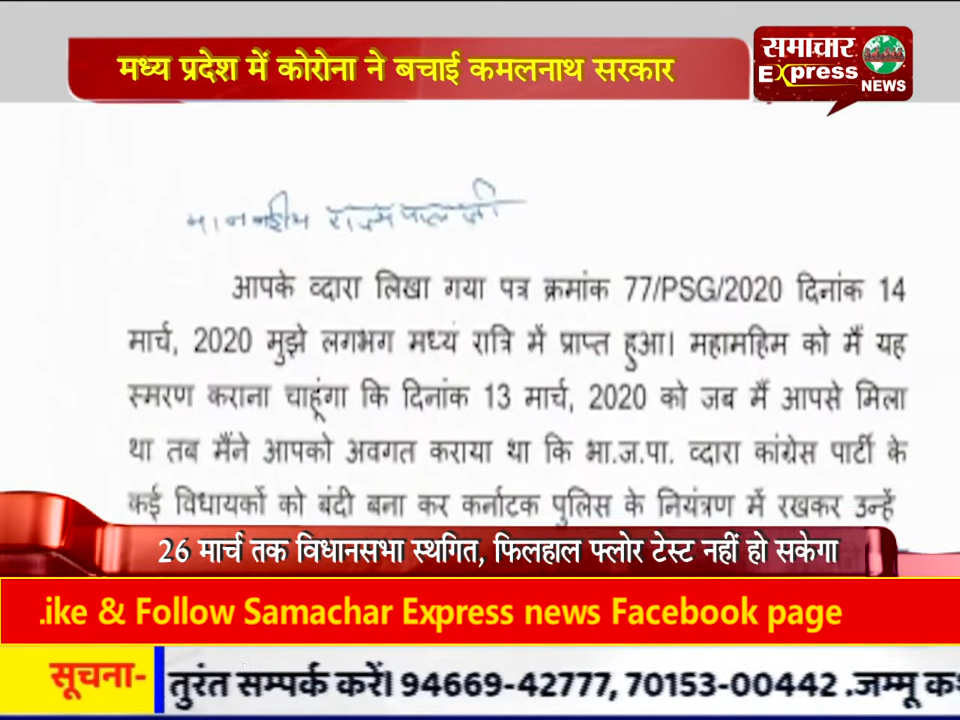 मध्य प्रदेश में कोरोना ने बचाई कमलनाथ सरकार
समाचार
Express
NEWS
माननीय राज्यपाल जी
आपके व्दारा लिखा गया पत्र क्रमांक 77/PSG/2020 दिनांक 14
मार्च, 2020 मुझे लगभग मध्य रात्रि में प्राप्त हुआ। महामहिम को मैं यह
स्मरण कराना चाहूंगा कि दिनांक 13 मार्च, 2020 को जब मैं आपसे मिला
था तब मैंने आपको अवगत कराया था कि भा.ज.पा. व्दारा कांग्रेस पार्टी के
कई विधायकों को बंदी बना कर कर्नाटक पुलिस के नियंत्रण में रखकर उन्हें
26 मार्च तक विधानसभा स्थगित, फिलहाल फ्लोर टेस्ट नहीं हो सकेगा
.ike & Follow Samachar Express news Facebook page
सूचना- तुरंत सम्पर्क करें। 94669-42777, 70153-00442 .जम्मू कश